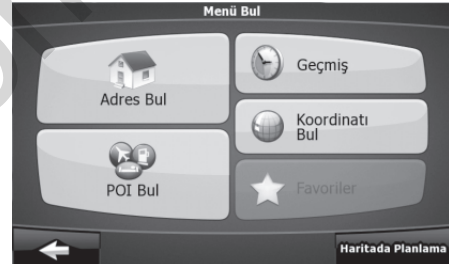 Menü Bul
Adres Bul
Geçmiş
Koordinatı
Bul
POI Bul
Favoriler
Haritada Planlama